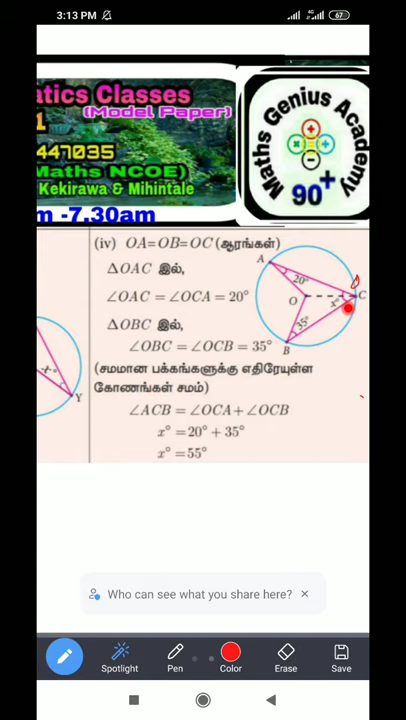 3:13 PM
4G
67
atics Classes
(Model Paper)
1
447035
Maths NCOE)
Kekirawa & Mihintale
m -7.30am
Maths Genius Academy
90+
(iv) OA=OB=OC (ஆரங்கள்)
ΔOAC இல்,
∠OAC = ∠OCA = 20°
ΔOBC இல்,
∠OBC = ∠OCB = 35°
(சமமான பக்கங்களுக்கு எதிரேயுள்ள
கோணங்கள் சமம்)
∠ACB = ∠OCA + ∠OCB
x° = 20° + 35°
x° = 55°
A
20°
O
x°
C
35°
B
x°
Y
Who can see what you share here? ×
Spotlight Pen Color Erase Save